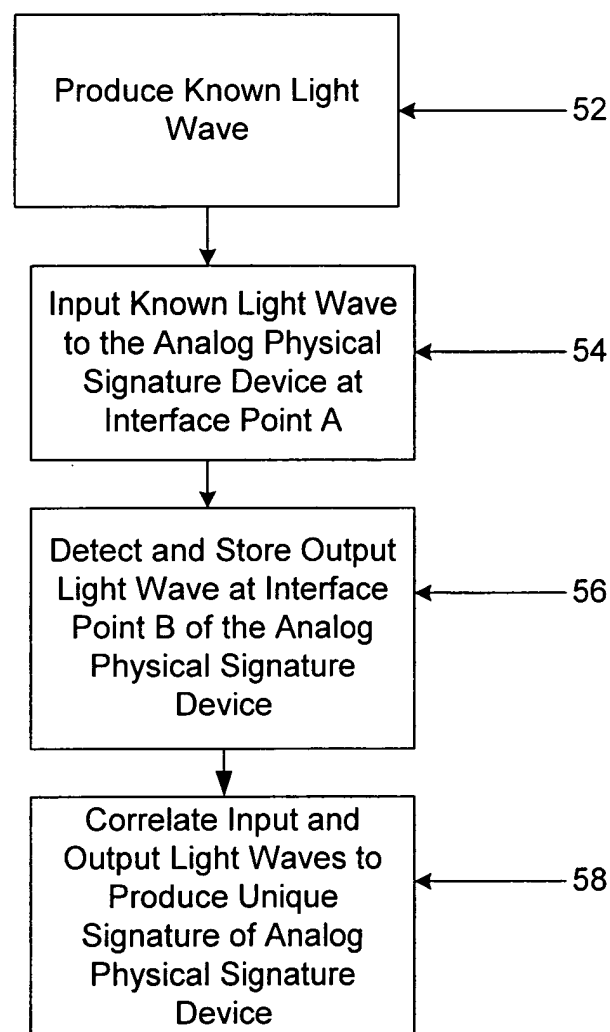 Produce Known Light
Wave
52
Input Known Light Wave
to the Analog Physical
Signature Device at
Interface Point A
54
Detect and Store Output
Light Wave at Interface
Point B of the Analog
Physical Signature
Device
56
Correlate Input and
Output Light Waves to
Produce Unique
Signature of Analog
Physical Signature
Device
58